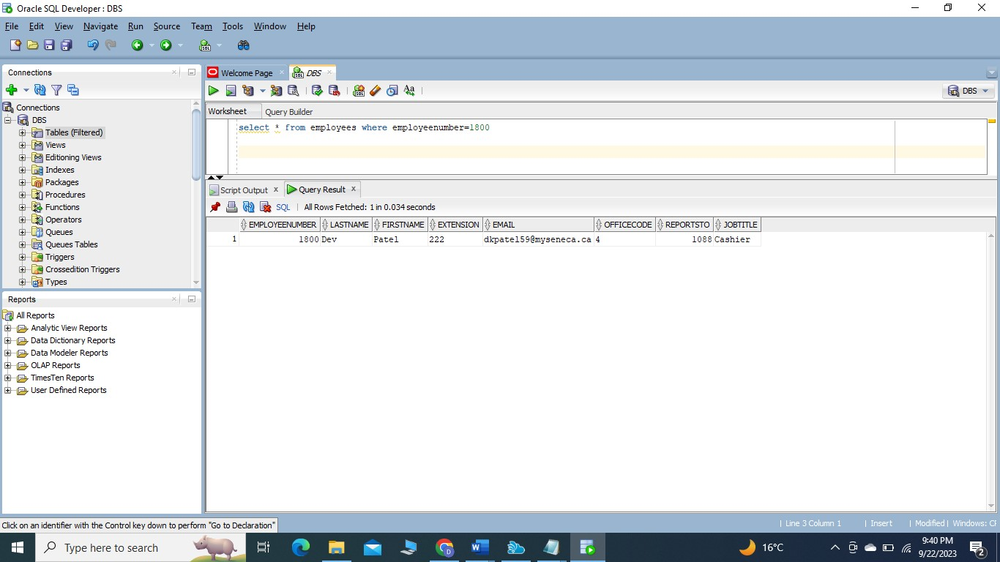 Oracle SQL Developer : DBS
File Edit View Navigate Run Source Team Tools Window Help
Connections
Connections
DBS
Tables (Filtered)
Views
Editioning Views
Indexes
Packages
Procedures
Functions
Operators
Queues
Queues Tables
Triggers
Crossedition Triggers
Types
Reports
All Reports
Analytic View Reports
Data Dictionary Reports
Data Modeler Reports
OLAP Reports
TimesTen Reports
User Defined Reports
Welcome Page DBS
DBS
Worksheet Query Builder
select * from employees where employeenumber=1800
Script Output x Query Result x
SQL | All Rows Fetched: 1 in 0.034 seconds
EMPLOYEENUMBER LASTNAME FIRSTNAME EXTENSION EMAIL OFFICECODE REPORTSTO JOBTITLE
1 1800 Dev Patel 222 dkpatel59@myseneca.ca 4 1088 Cashier
Click on an identifier with the Control key down to perform "Go to Declaration"
| Line 3 Column 1 | Insert | Modified | Windows: CF
Type here to search
16°C
9:40 PM
9/22/2023
2